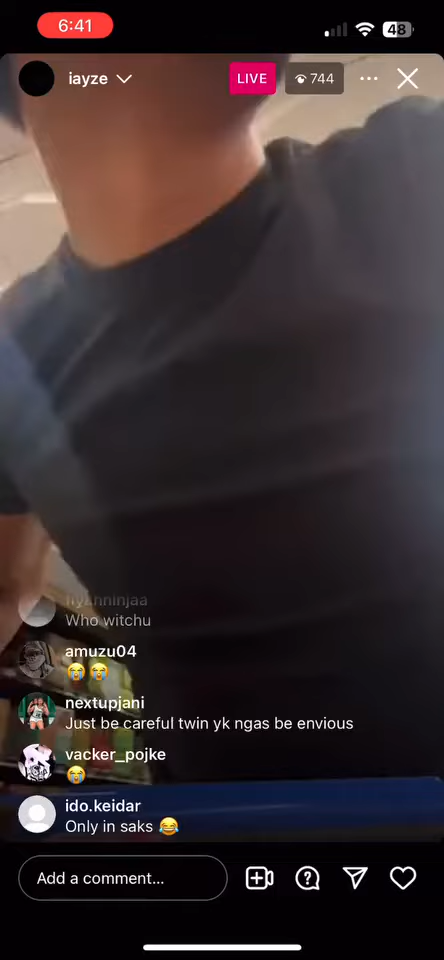 6:41
48
iayze
LIVE
744
flyahninjaa
Who witchu
amuzu04
😭😭
nextupjani
Just be careful twin yk ngas be envious
vacker_pojke
😭
ido.keidar
Only in saks 😂
Add a comment...